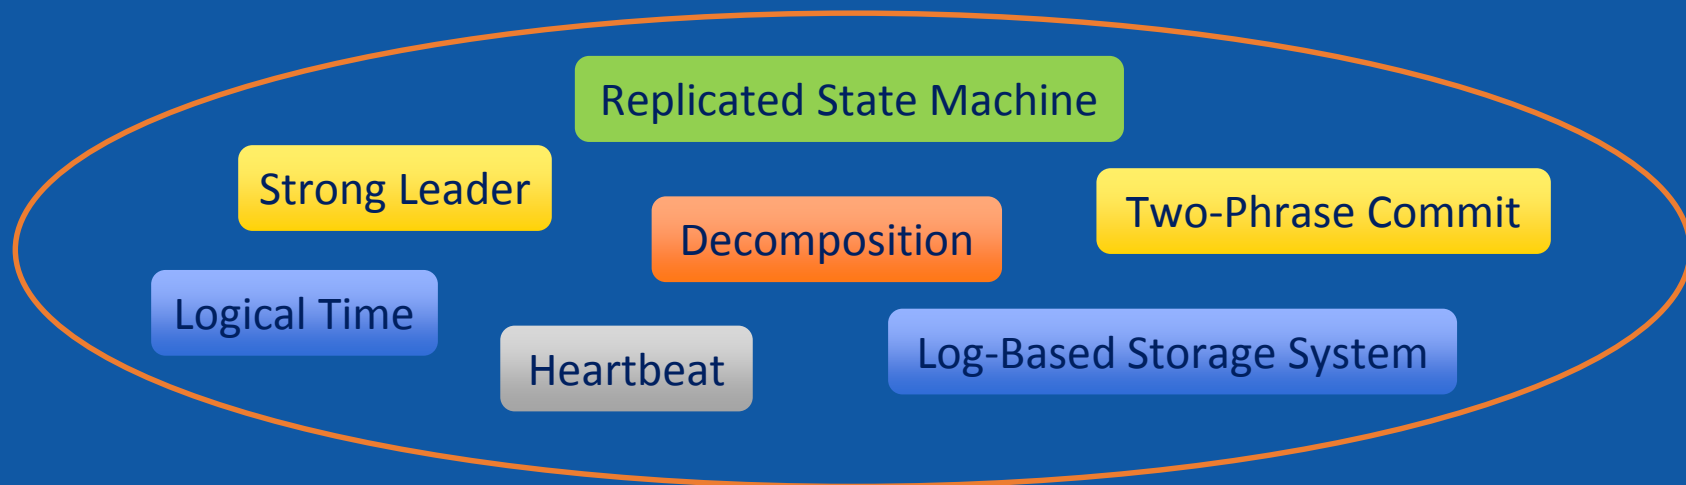 Replicated State Machine
Strong Leader
Two-Phrase Commit
Decomposition
Logical Time
Log-Based Storage System
Heartbeat